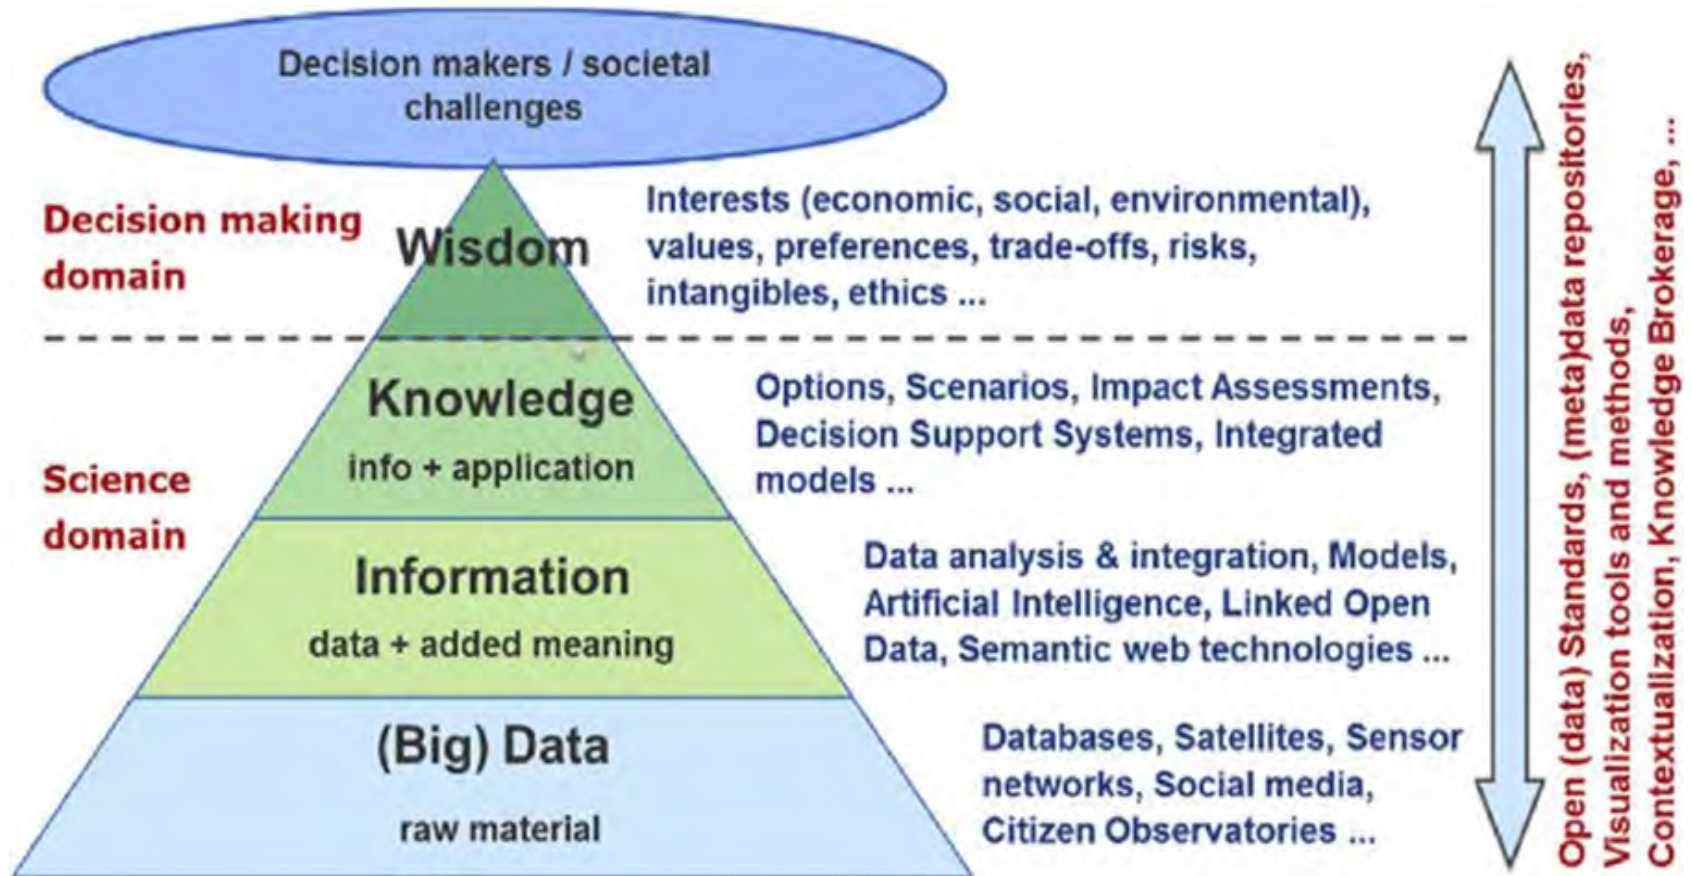 Decision makers / societal
challenges
Decision making
domain
Wisdom
Interests (economic, social, environmental),
values, preferences, trade-offs, risks,
intangibles, ethics ...
Science
domain
Knowledge
info + application
Options, Scenarios, Impact Assessments,
Decision Support Systems, Integrated
models ...
Information
data + added meaning
Data analysis & integration, Models,
Artificial Intelligence, Linked Open
Data, Semantic web technologies ...
(Big) Data
raw material
Databases, Satellites, Sensor
networks, Social media,
Citizen Observatories ...
Open (data) Standards, (meta)data repositories,
Visualization tools and methods,
Contextualization, Knowledge Brokerage, ...